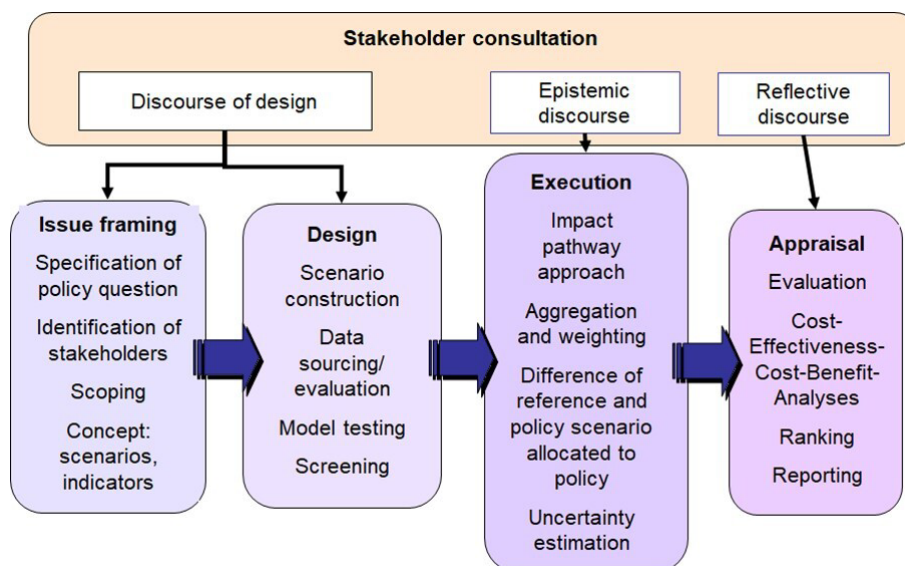 Stakeholder consultation
Discourse of design
Epistemic
discourse
Reflective
discourse
Issue framing
Specification of
policy question
Identification of
stakeholders
Scoping
Concept:
scenarios,
indicators
Design
Scenario
construction
Data
sourcing/
evaluation
Model testing
Screening
Execution
Impact
pathway
approach
Aggregation
and weighting
Difference of
reference and
policy scenario
allocated to
policy
Uncertainty
estimation
Appraisal
Evaluation
Cost-
Effectiveness-
Cost-Benefit-
Analyses
Ranking
Reporting